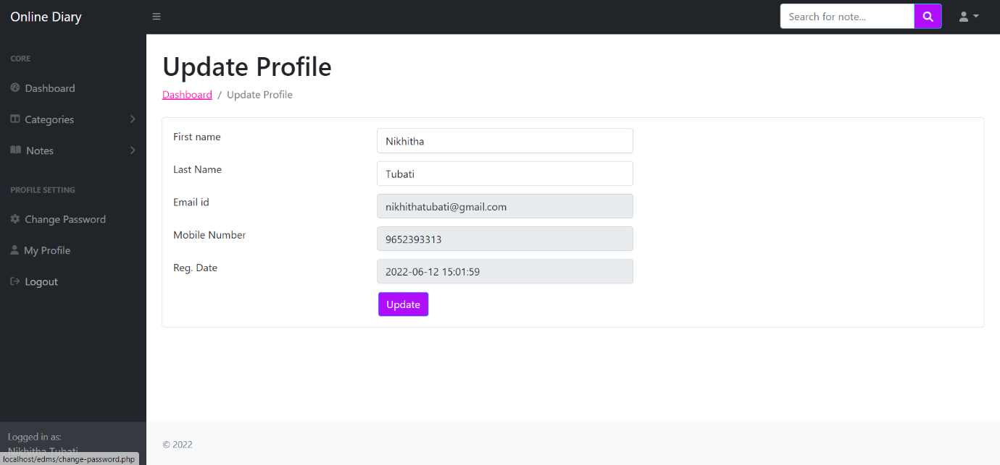 Online Diary
Search for note...
CORE
Dashboard
Categories
Notes
PROFILE SETTING
Change Password
My Profile
Logout
Logged in as:
Nikhitha Tubati
localhost/edms/change-password.php
Update Profile
Dashboard / Update Profile
First name Nikhitha
Last Name Tubati
Email id nikhithatubati@gmail.com
Mobile Number 9652393313
Reg. Date 2022-06-12 15:01:59
Update
© 2022